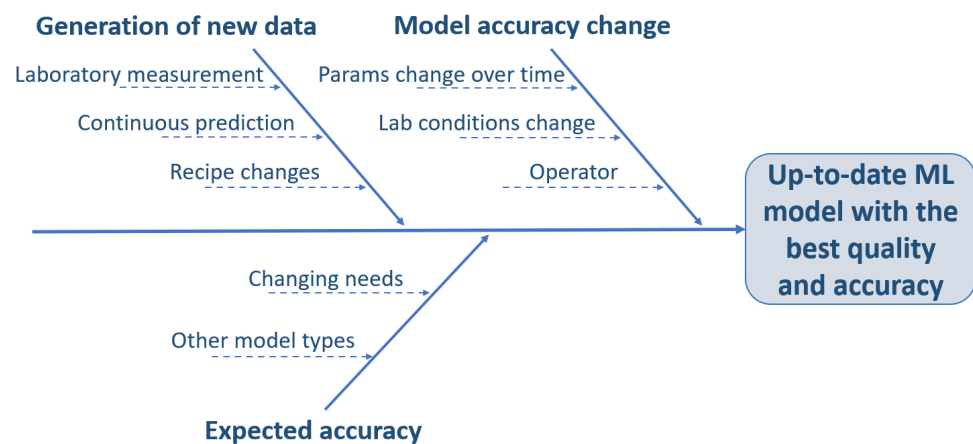 Generation of new data
Laboratory measurement
Continuous prediction
Recipe changes
Model accuracy change
Params change over time
Lab conditions change
Operator
Up-to-date ML
model with the
best quality
and accuracy
Changing needs
Other model types
Expected accuracy